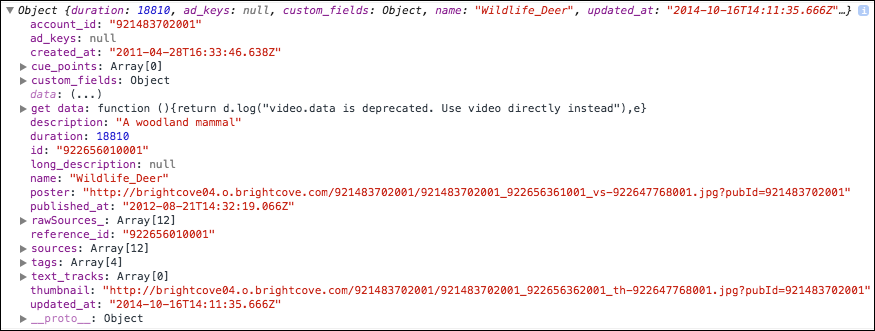 ▼ Object {duration: 18810, ad_keys: null, custom_fields: Object, name: "Wildlife_Deer", updated_at: "2014-10-16T14:11:35.666Z"…} i
account_id: "921483702001"
ad_keys: null
created_at: "2011-04-28T16:33:46.638Z"
▶ cue_points: Array[0]
▶ custom_fields: Object
data: (...)
▶ get data: function (){return d.log("video.data is deprecated. Use video directly instead"),e}
description: "A woodland mammal"
duration: 18810
id: "922656010001"
long_description: null
name: "Wildlife_Deer"
poster: "http://brightcove04.o.brightcove.com/921483702001/921483702001_922656361001_vs-922647768001.jpg?pubId=921483702001"
published_at: "2012-08-21T14:32:19.066Z"
▶ rawSources_: Array[12]
reference_id: "922656010001"
▶ sources: Array[12]
▶ tags: Array[4]
▶ text_tracks: Array[0]
thumbnail: "http://brightcove04.o.brightcove.com/921483702001/921483702001_922656362001_th-922647768001.jpg?pubId=921483702001"
updated_at: "2014-10-16T14:11:35.666Z"
▶ __proto__: Object